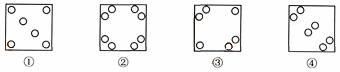 ① ② ③ ④